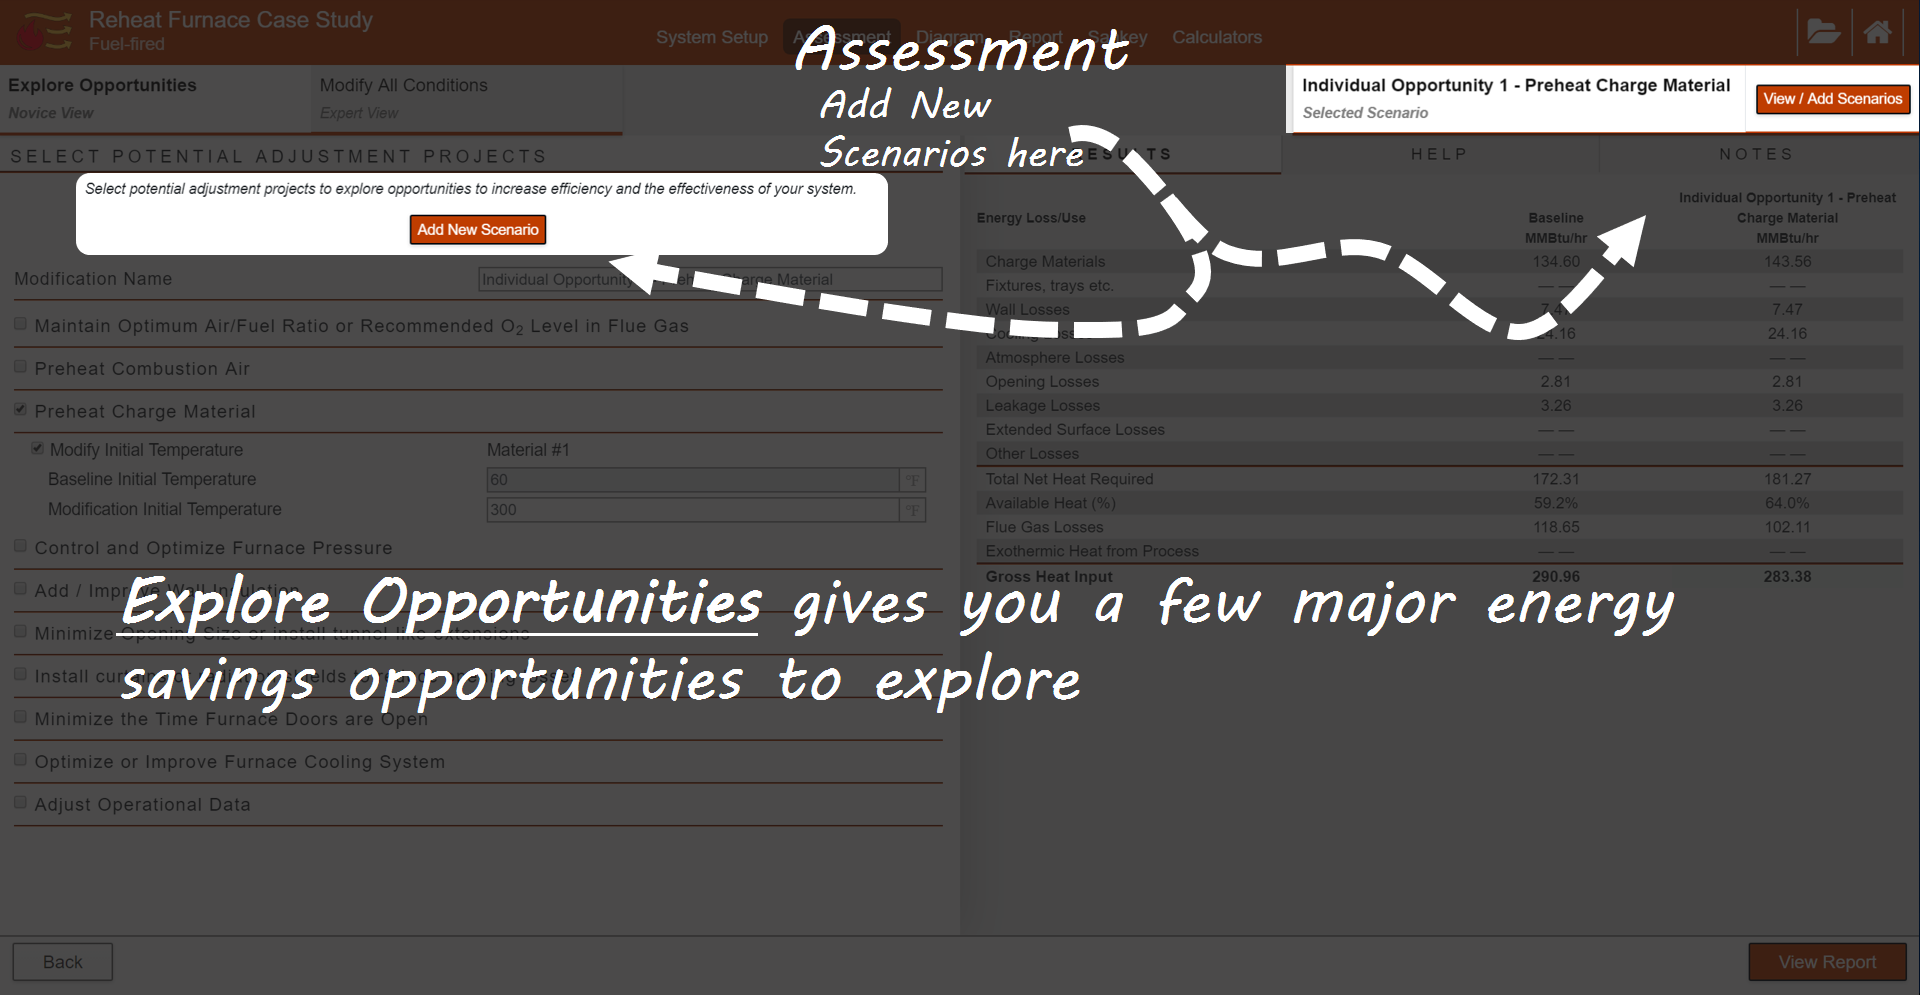 Reheat Furnace Case Study
Fuel-fired
System Setup Assessment Diagram Report Sankey Calculators
Assessment
Add New
Scenarios here
Explore Opportunities
Novice View
Modify All Conditions
Expert View
Individual Opportunity 1 - Preheat Charge Material
Selected Scenario
View / Add Scenarios
SELECT POTENTIAL ADJUSTMENT PROJECTS
Select potential adjustment projects to explore opportunities to increase efficiency and the effectiveness of your system.
Add New Scenario
Modification Name Individual Opportunity Charge Material
Maintain Optimum Air/Fuel Ratio or Recommended O2 Level in Flue Gas
Preheat Combustion Air
Preheat Charge Material
Modify Initial Temperature Material #1
Baseline Initial Temperature 60 °F
Modification Initial Temperature 300 °F
Control and Optimize Furnace Pressure
Add / Improve Wall Insulation
Minimize Opening Size or install tunnel-like extensions
Install
Minimize the Time Furnace Doors are Open
Optimize or Improve Furnace Cooling System
Adjust Operational Data
RESULTS HELP NOTES
Individual Opportunity 1 - Preheat
Energy Loss/Use Baseline Charge Material
MMBtu/hr MMBtu/hr
Charge Materials 134.60 143.56
Fixtures, trays etc. — — — —
Wall Losses 7.47 7.47
Cooling Losses 24.16 24.16
Atmosphere Losses — — — —
Opening Losses 2.81 2.81
Leakage Losses 3.26 3.26
Extended Surface Losses — — — —
Other Losses — — — —
Total Net Heat Required 172.31 181.27
Available Heat (%) 59.2% 64.0%
Flue Gas Losses 118.65 102.11
Exothermic Heat from Process — — — —
Gross Heat Input 290.96 283.38
Explore Opportunities gives you a few major energy
savings opportunities to explore
Back
View Report